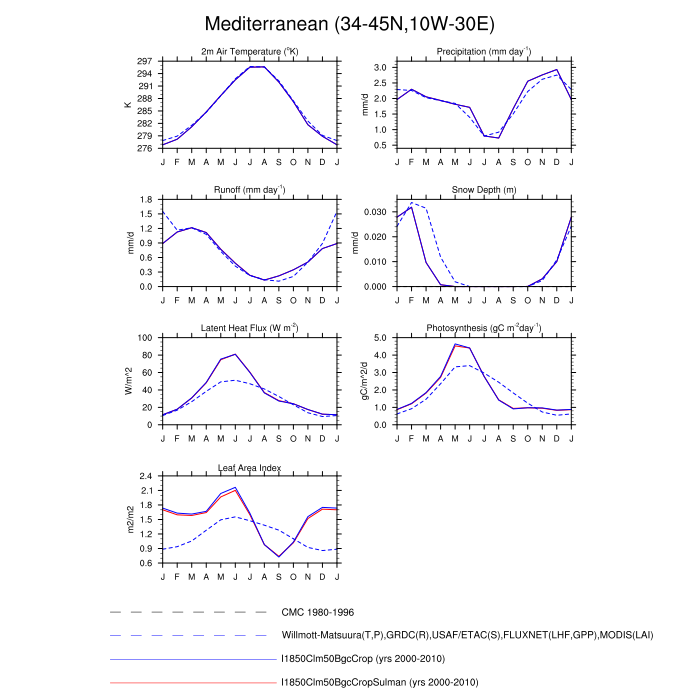 Mediterranean (34-45N,10W-30E)
2m Air Temperature (°K)
297
294
291
288
285
282
279
276
K
J F M A M J J A S O N D J
Precipitation (mm day⁻¹)
3.0
2.5
2.0
1.5
1.0
0.5
mm/d
J F M A M J J A S O N D J
Runoff (mm day⁻¹)
1.8
1.5
1.2
0.9
0.6
0.3
0.0
mm/d
J F M A M J J A S O N D J
Snow Depth (m)
0.030
0.020
0.010
0.000
mm/d
J F M A M J J A S O N D J
Latent Heat Flux (W m⁻²)
100
80
60
40
20
0
W/m^2
J F M A M J J A S O N D J
Photosynthesis (gC m⁻²day⁻¹)
5.0
4.0
3.0
2.0
1.0
0.0
gC/m^2/d
J F M A M J J A S O N D J
Leaf Area Index
2.4
2.1
1.8
1.5
1.2
0.9
0.6
m2/m2
J F M A M J J A S O N D J
CMC 1980-1996
Willmott-Matsuura(T,P),GRDC(R),USAF/ETAC(S),FLUXNET(LHF,GPP),MODIS(LAI)
I1850Clm50BgcCrop (yrs 2000-2010)
I1850Clm50BgcCropSulman (yrs 2000-2010)